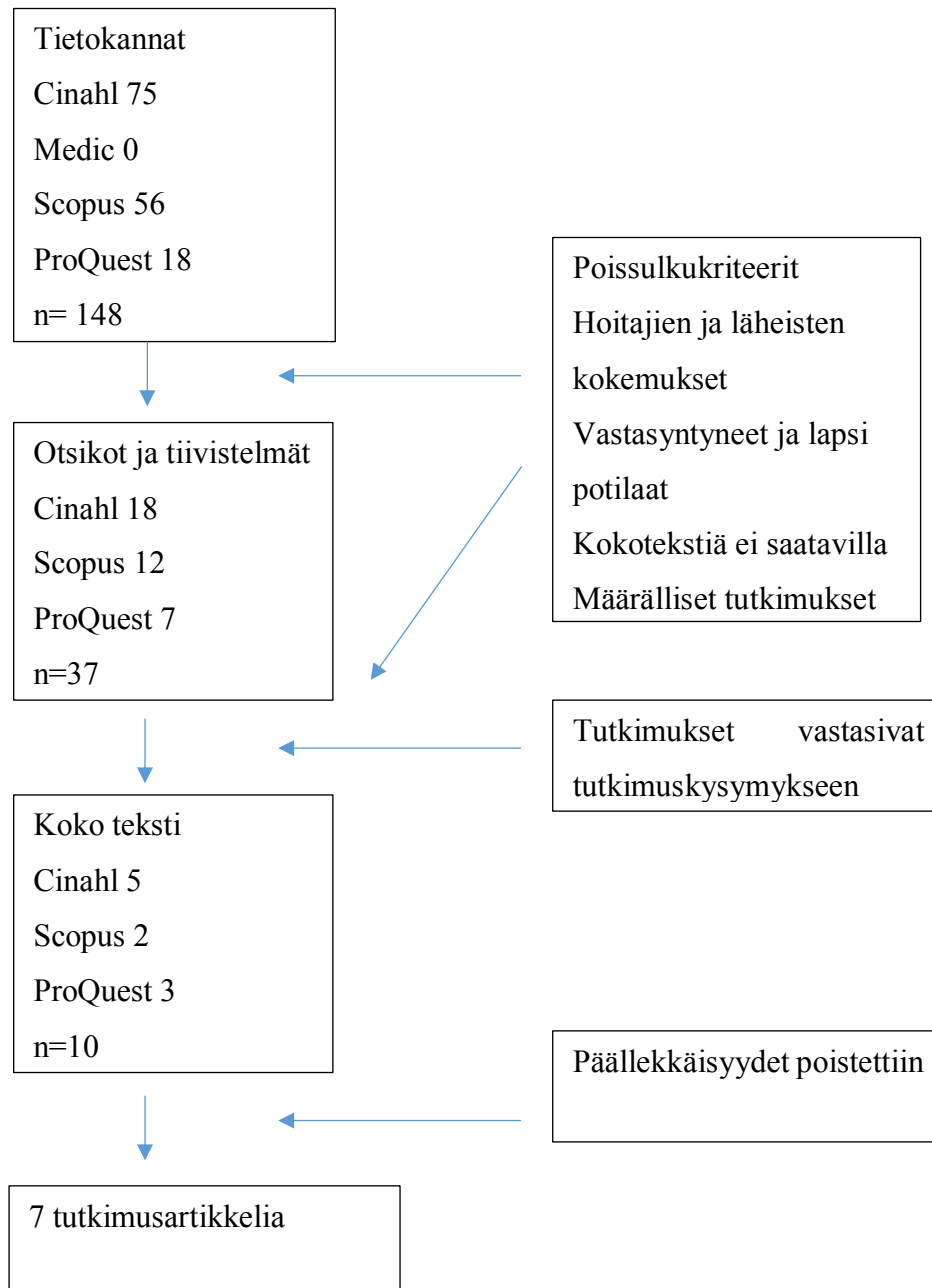 Tietokannat
Cinahl 75
Medic 0
Scopus 56
ProQuest 18
n= 148
Poissulkukriteerit
Hoitajien ja läheisten
kokemukset
Vastasyntyneet ja lapsi
potilaat
Kokotekstiä ei saatavilla
Määrälliset tutkimukset
Otsikot ja tiivistelmät
Cinahl 18
Scopus 12
ProQuest 7
n=37
Tutkimukset vastasivat
tutkimuskysymykseen
Koko teksti
Cinahl 5
Scopus 2
ProQuest 3
n=10
Päällekkäisyydet poistettiin
7 tutkimusartikkelia